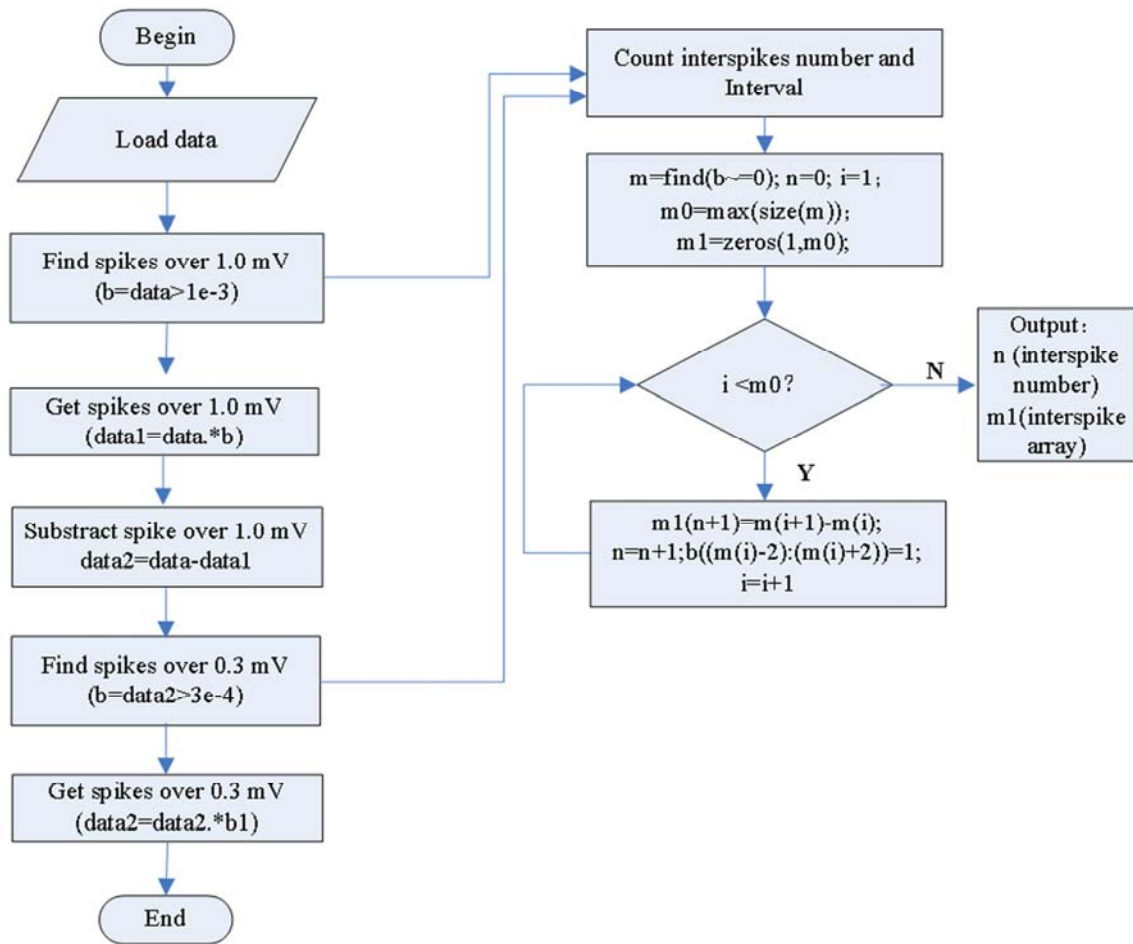 Begin
Load data
Find spikes over 1.0 mV
(b=data>1e-3)
Get spikes over 1.0 mV
(data1=data.*b)
Substract spike over 1.0 mV
data2=data-data1
Find spikes over 0.3 mV
(b=data2>3e-4)
Get spikes over 0.3 mV
(data2=data2.*b1)
End
Count interspikes number and
Interval
m=find(b~=0); n=0; i=1;
m0=max(size(m));
m1=zeros(1,m0);
i <m0?
N
Y
m1(n+1)=m(i+1)-m(i);
n=n+1;b((m(i)-2):(m(i)+2))=1;
i=i+1
Output:
n (interspike
number)
m1(interspike
array)